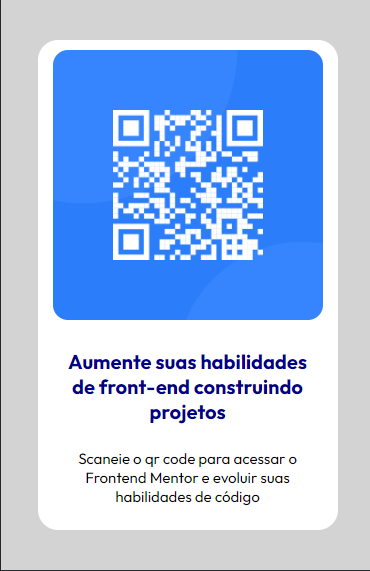 Aumente suas habilidades
de front-end construindo
projetos
Scaneie o qr code para acessar o
Frontend Mentor e evoluir suas
habilidades de código